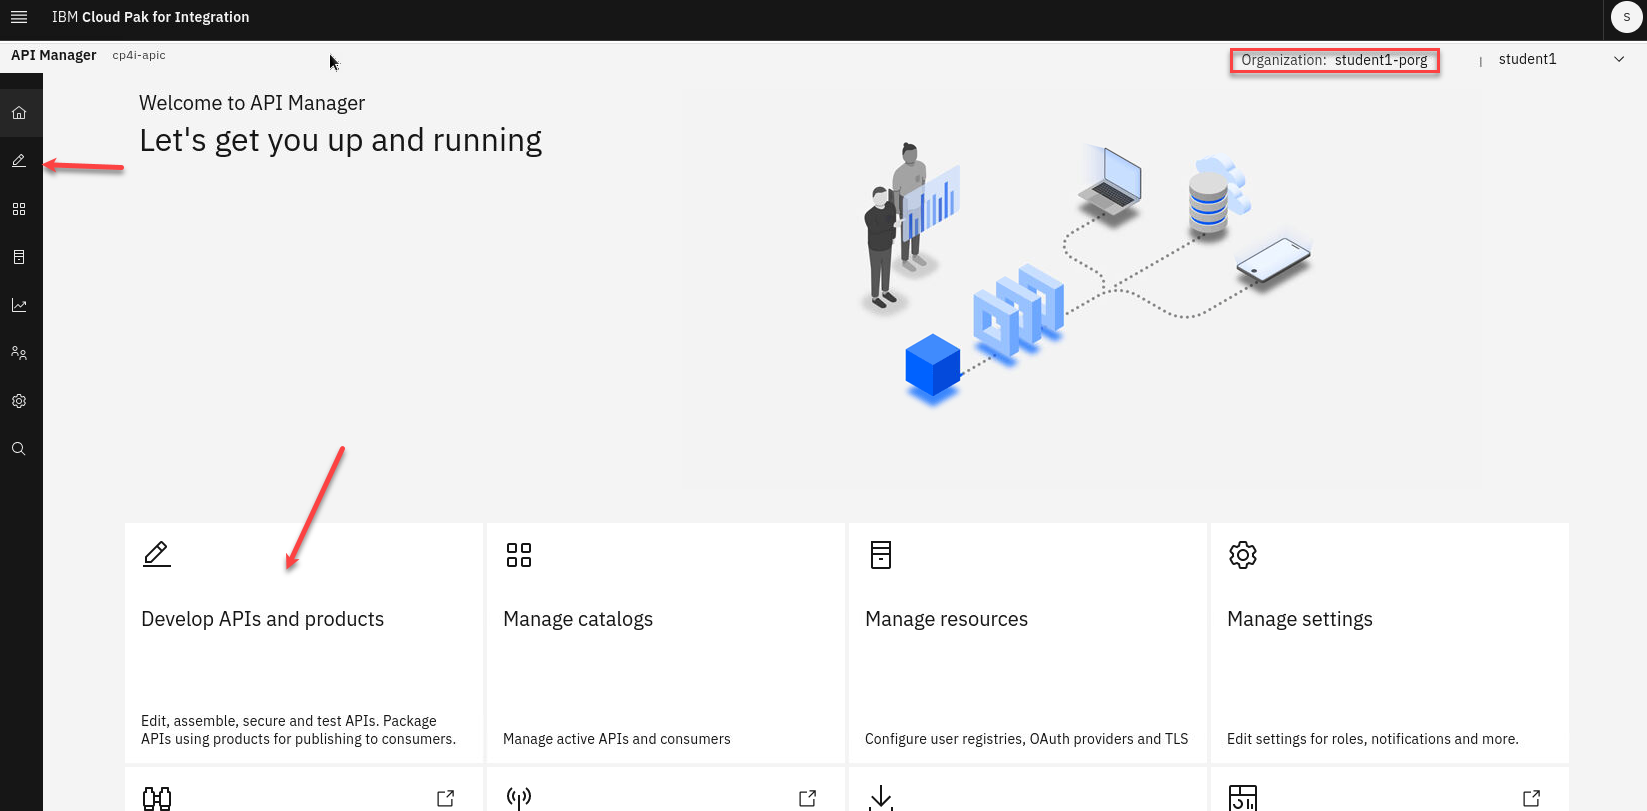 IBM Cloud Pak for Integration
S
API Manager cp4i-apic
Organization: student1-porg | student1
Welcome to API Manager
Let's get you up and running
Develop APIs and products
Edit, assemble, secure and test APIs. Package
APIs using products for publishing to consumers.
Manage catalogs
Manage active APIs and consumers
Manage resources
Configure user registries, OAuth providers and TLS
Manage settings
Edit settings for roles, notifications and more.